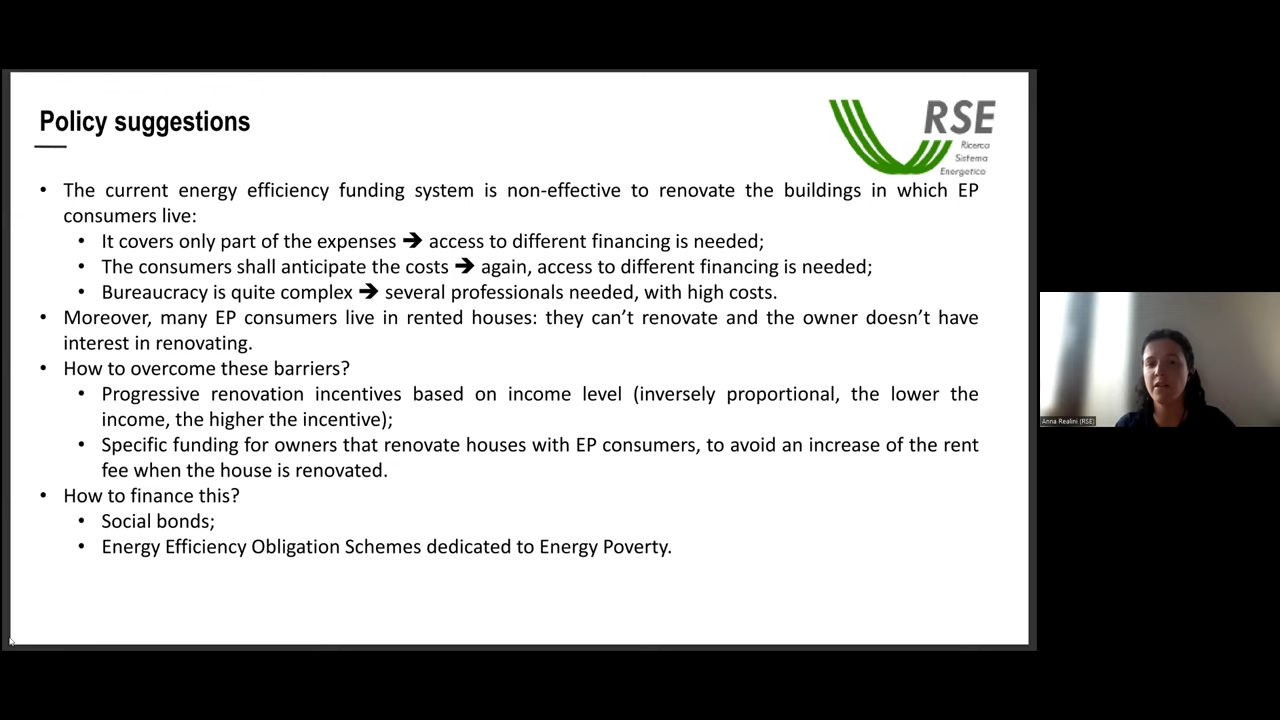 Policy suggestions
RSE
Ricerca
Sistema
Energetico
• The current energy efficiency funding system is non-effective to renovate the buildings in which EP
consumers live:
• It covers only part of the expenses 🡺 access to different financing is needed;
• The consumers shall anticipate the costs 🡺 again, access to different financing is needed;
• Bureaucracy is quite complex 🡺 several professionals needed, with high costs.
• Moreover, many EP consumers live in rented houses: they can’t renovate and the owner doesn’t have
interest in renovating.
• How to overcome these barriers?
• Progressive renovation incentives based on income level (inversely proportional, the lower the
income, the higher the incentive);
• Specific funding for owners that renovate houses with EP consumers, to avoid an increase of the rent
fee when the house is renovated.
• How to finance this?
• Social bonds;
• Energy Efficiency Obligation Schemes dedicated to Energy Poverty.
Anna Realini (RSE)